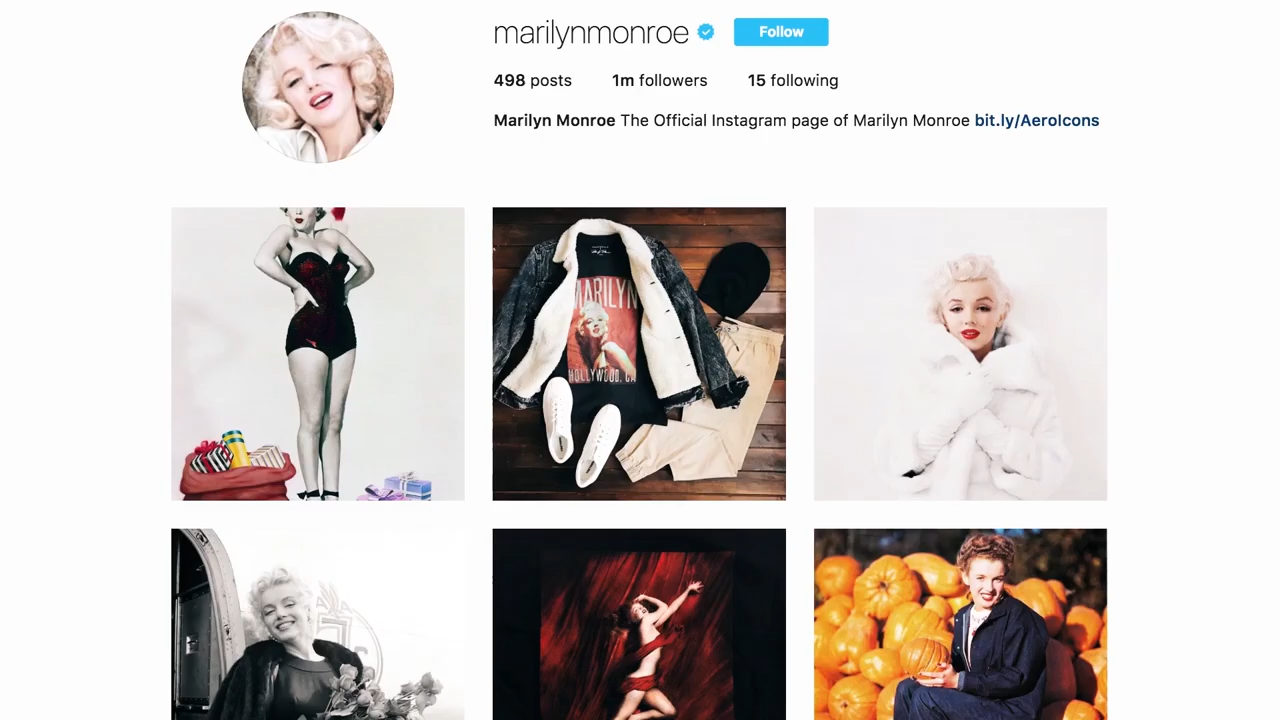 marilynmonroe Follow
498 posts 1m followers 15 following
Marilyn Monroe The Official Instagram page of Marilyn Monroe bit.ly/AeroIcons
MARILYN
HOLLYWOOD, CA